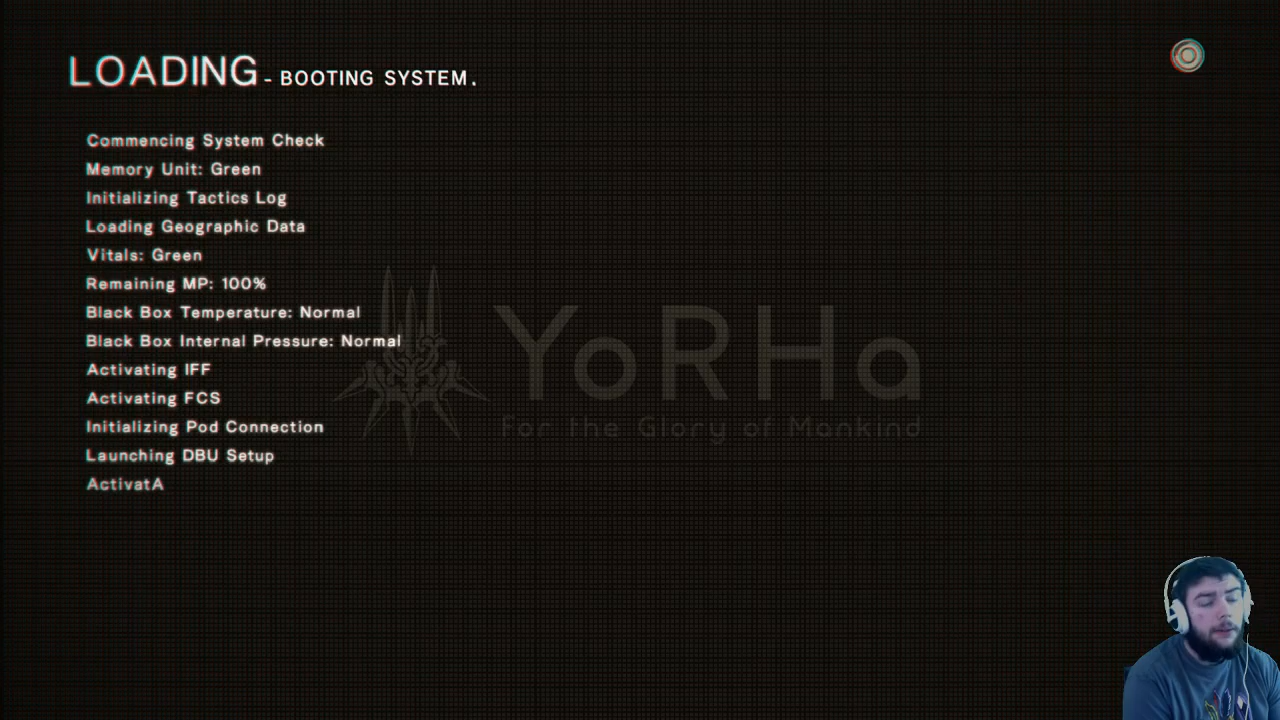 LOADING - BOOTING SYSTEM.
Commencing System Check
Memory Unit: Green
Initializing Tactics Log
Loading Geographic Data
Vitals: Green
Remaining MP: 100%
Black Box Temperature: Normal
Black Box Internal Pressure: Normal
Activating IFF
Activating FCS
Initializing Pod Connection
Launching DBU Setup
ActivatA
YoRHa
For the Glory of Mankind